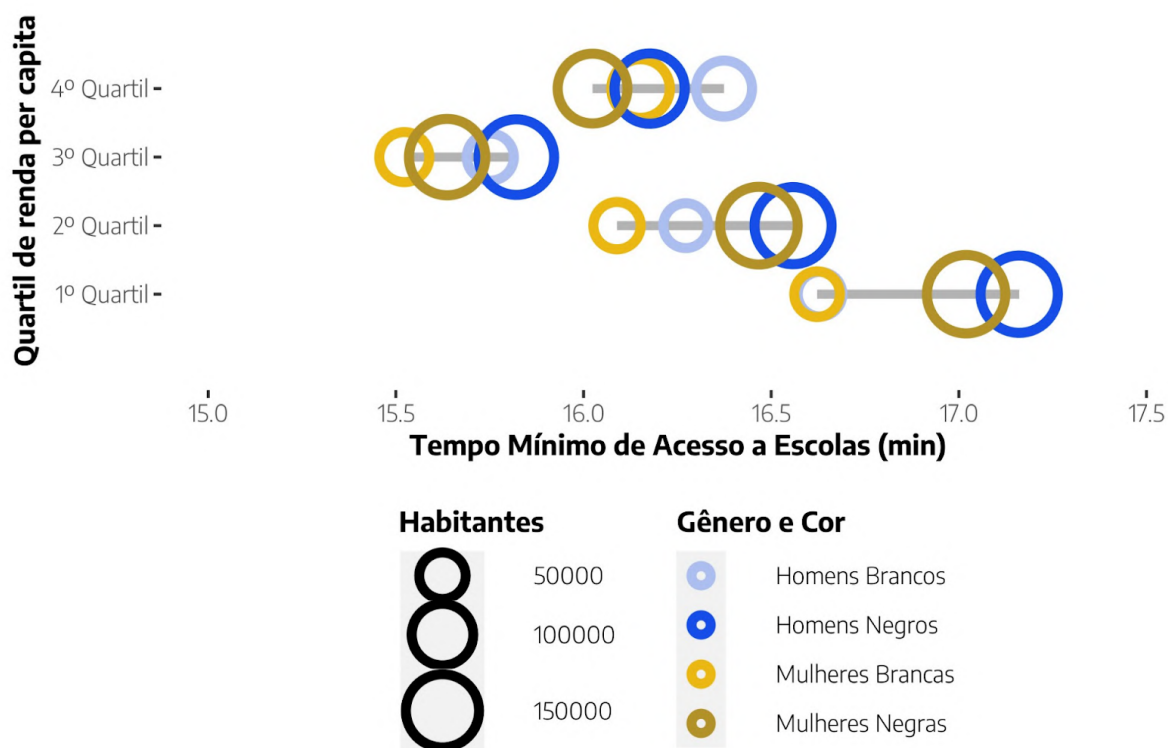 Quartil de renda per capita
4º Quartil
3º Quartil
2º Quartil
1º Quartil
15.0 15.5 16.0 16.5 17.0 17.5
Tempo Mínimo de Acesso a Escolas (min)
Habitantes
50000
100000
150000
Gênero e Cor
Homens Brancos
Homens Negros
Mulheres Brancas
Mulheres Negras